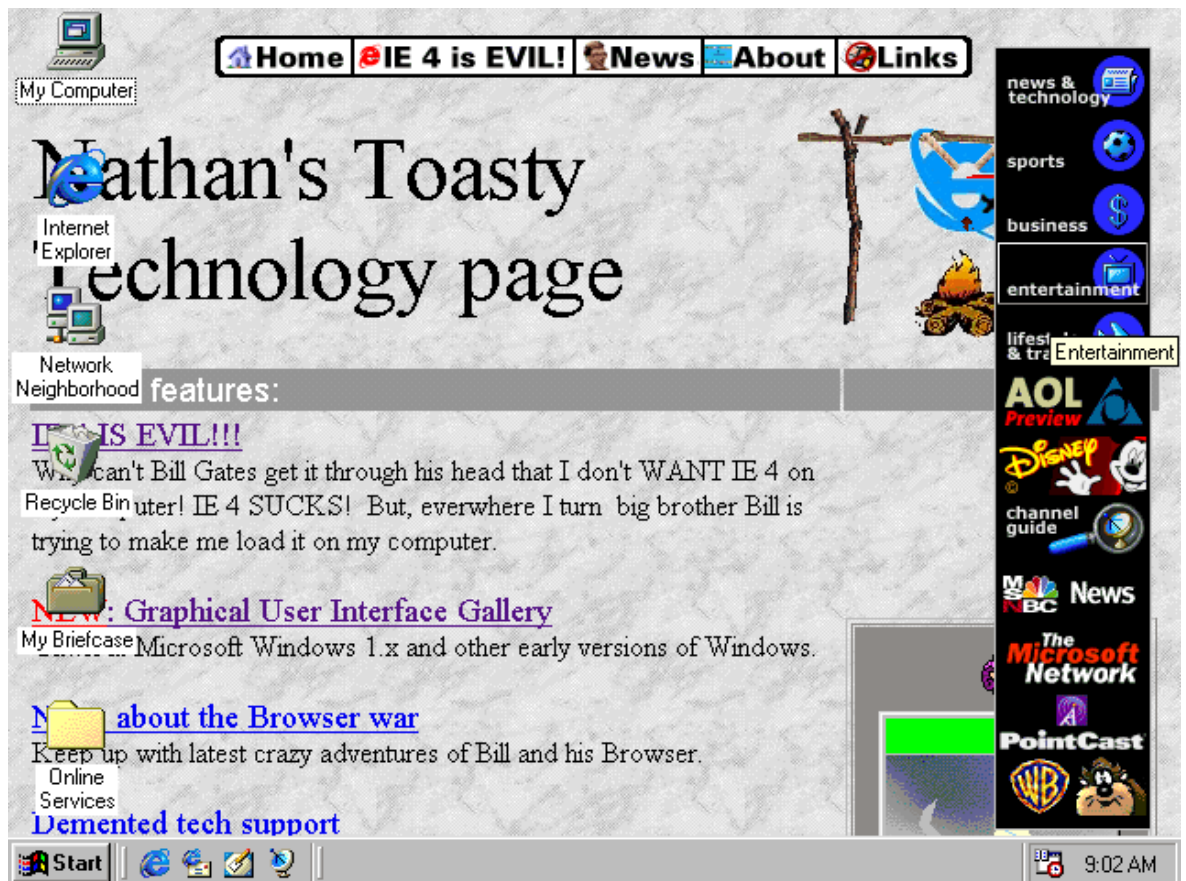 My Computer
Home
IE 4 is EVIL!
News
About
Links
Nathan's Toasty
Technology page
Internet
Explorer
Network
Neighborhood
features:
IS EVIL!!!
can't Bill Gates get it through his head that I don't WANT IE 4 on
Recycle Bin
uter! IE 4 SUCKS! But, everwhere I turn big brother Bill is
trying to make me load it on my computer.
NEW: Graphical User Interface Gallery
My Briefcase
Microsoft Windows 1.x and other early versions of Windows.
about the Browser war
Keep up with latest crazy adventures of Bill and his Browser.
Online
Services
Demented tech support
news &
technology
sports
business
$
entertainment
Entertainment
AOL
Preview
Disney
©
channel
guide
MSNBC News
The
Microsoft
Network
PointCast
WB
Start
9:02 AM